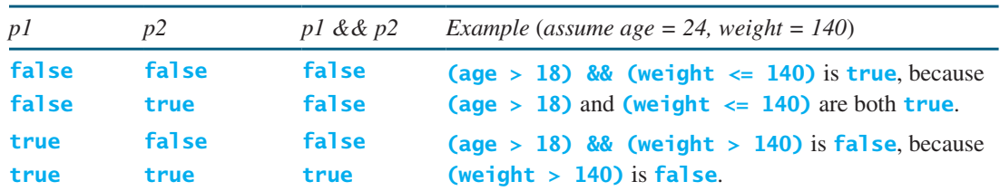 p1 p2 p1 && p2 Example (assume age = 24, weight = 140)
false false false (age > 18) && (weight <= 140) is true, because
false true false (age > 18) and (weight <= 140) are both true.
true false false (age > 18) && (weight > 140) is false, because
true true true (weight > 140) is false.